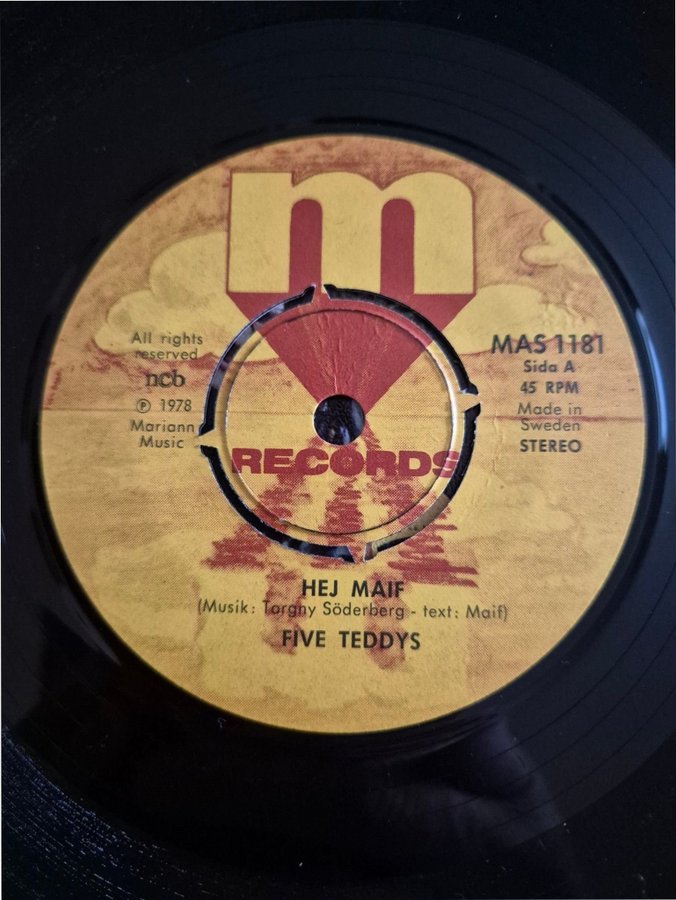 m
RECORDS
All rights
reserved
ncb
℗ 1978
Mariann
Music
MAS 1181
Sida A
45 RPM
Made in
Sweden
STEREO
HEJ MAIF
(Musik: Torgny Söderberg - text: Maif)
FIVE TEDDYS